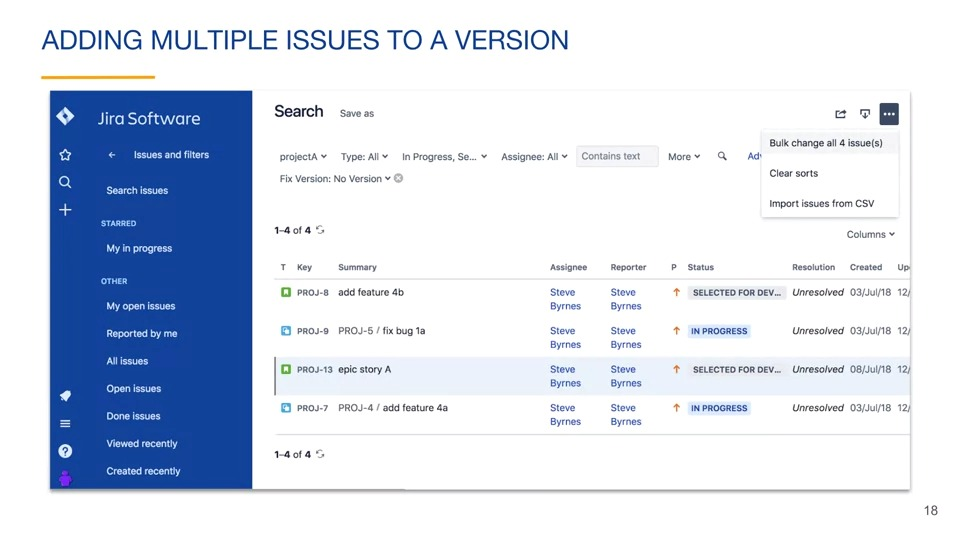 ADDING MULTIPLE ISSUES TO A VERSION
Jira Software
Issues and filters
Search issues
STARRED
My in progress
OTHER
My open issues
Reported by me
All issues
Open issues
Done issues
Viewed recently
Created recently
Search Save as
projectA Type: All In Progress, Se... Assignee: All Contains text More Adv
Fix Version: No Version
Bulk change all 4 issue(s)
Clear sorts
Import issues from CSV
1–4 of 4
Columns
T Key Summary Assignee Reporter P Status Resolution Created Up
PROJ-8 add feature 4b Steve Byrnes Steve Byrnes SELECTED FOR DEV... Unresolved 03/Jul/18 12/
PROJ-9 PROJ-5 / fix bug 1a Steve Byrnes Steve Byrnes IN PROGRESS Unresolved 03/Jul/18 12/
PROJ-13 epic story A Steve Byrnes Steve Byrnes SELECTED FOR DEV... Unresolved 08/Jul/18 12/
PROJ-7 PROJ-4 / add feature 4a Steve Byrnes Steve Byrnes IN PROGRESS Unresolved 03/Jul/18 12/
1–4 of 4
18